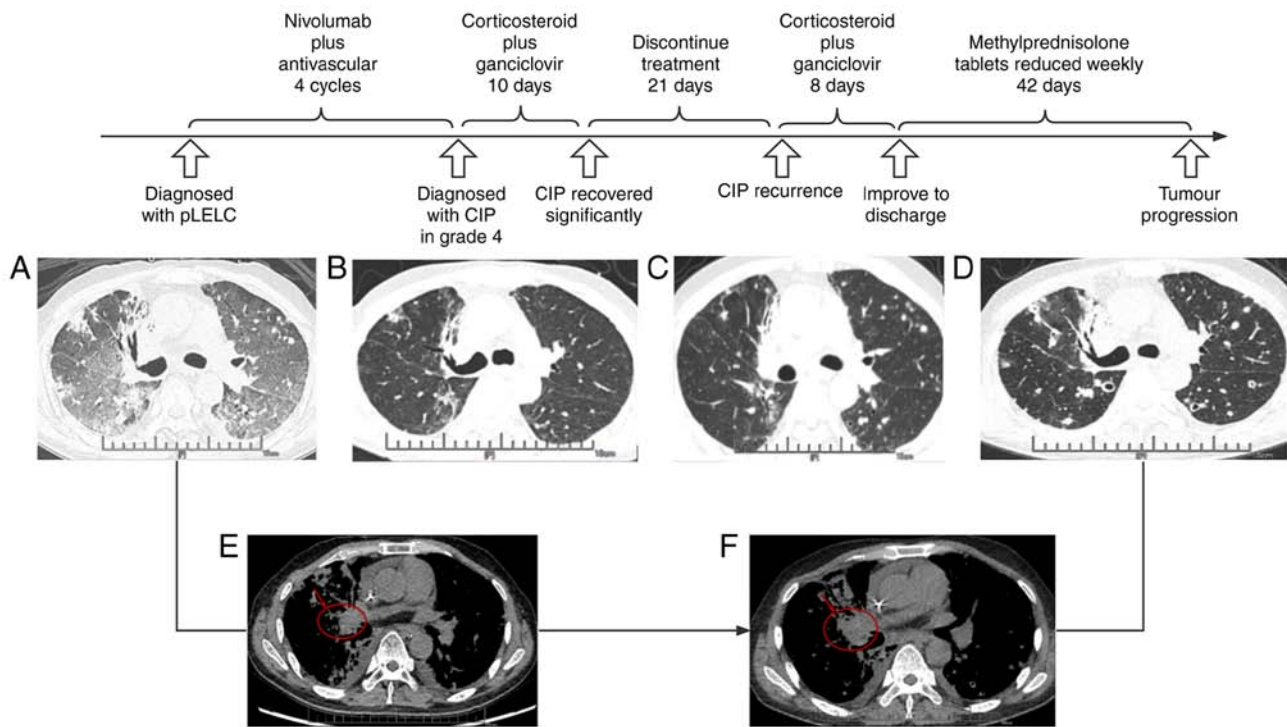 Nivolumab
plus
antivascular
4 cycles
Corticosteroid
plus
ganciclovir
10 days
Discontinue
treatment
21 days
Corticosteroid
plus
ganciclovir
8 days
Methylprednisolone
tablets reduced weekly
42 days
Diagnosed
with pLELC
Diagnosed
with CIP
in grade 4
CIP recovered
significantly
CIP recurrence
Improve to
discharge
Tumour
progression
A
B
C
D
E
F